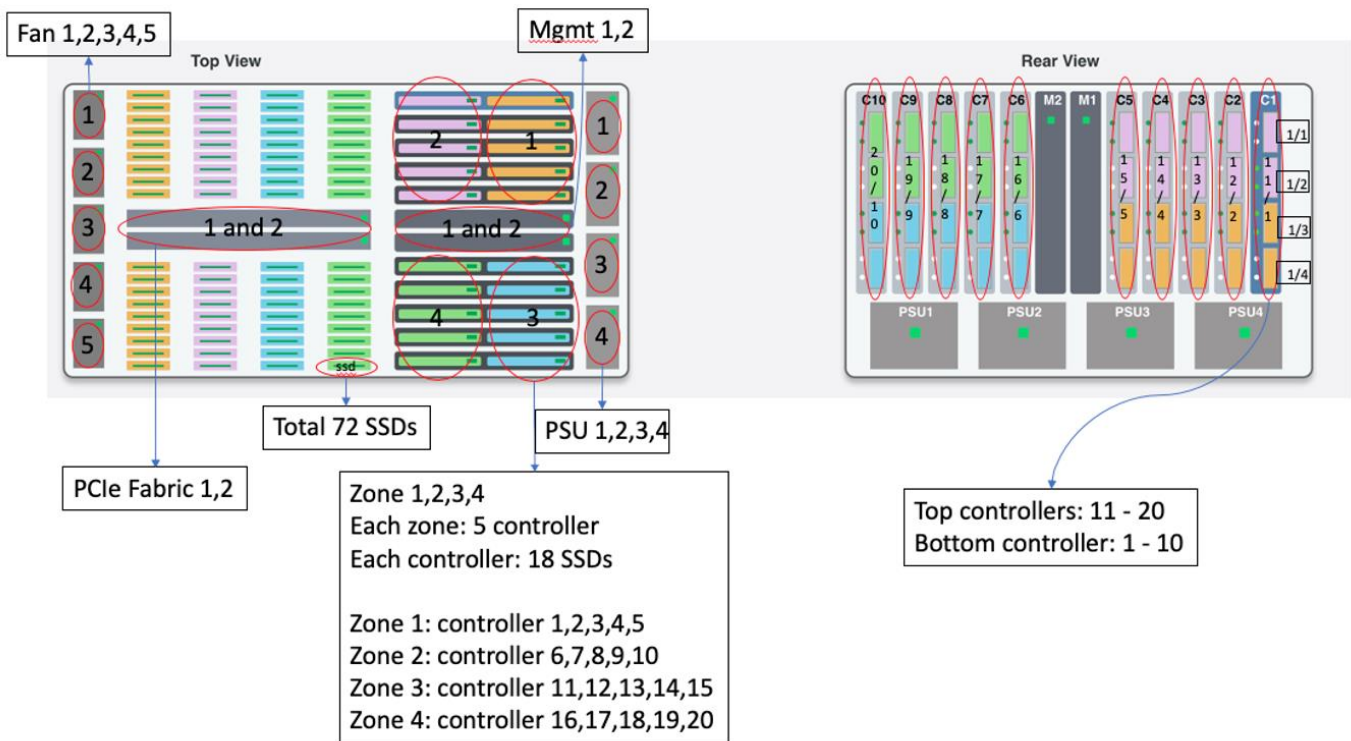 Fan 1,2,3,4,5
Mgmt 1,2
Top View
Rear View
1
2
3
4
5
2
1
1 and 2
1 and 2
4
3
1
2
3
4
ssd
C10
C9
C8
C7
C6
M2
M1
C5
C4
C3
C2
C1
20/10
19/9
18/8
17/7
16/6
15/5
14/4
13/3
12/2
11/1
1/1
1/2
1/3
1/4
PSU1
PSU2
PSU3
PSU4
Total 72 SSDs
PSU 1,2,3,4
PCIe Fabric 1,2
Zone 1,2,3,4
Each zone: 5 controller
Each controller: 18 SSDs
Zone 1: controller 1,2,3,4,5
Zone 2: controller 6,7,8,9,10
Zone 3: controller 11,12,13,14,15
Zone 4: controller 16,17,18,19,20
Top controllers: 11 - 20
Bottom controller: 1 - 10